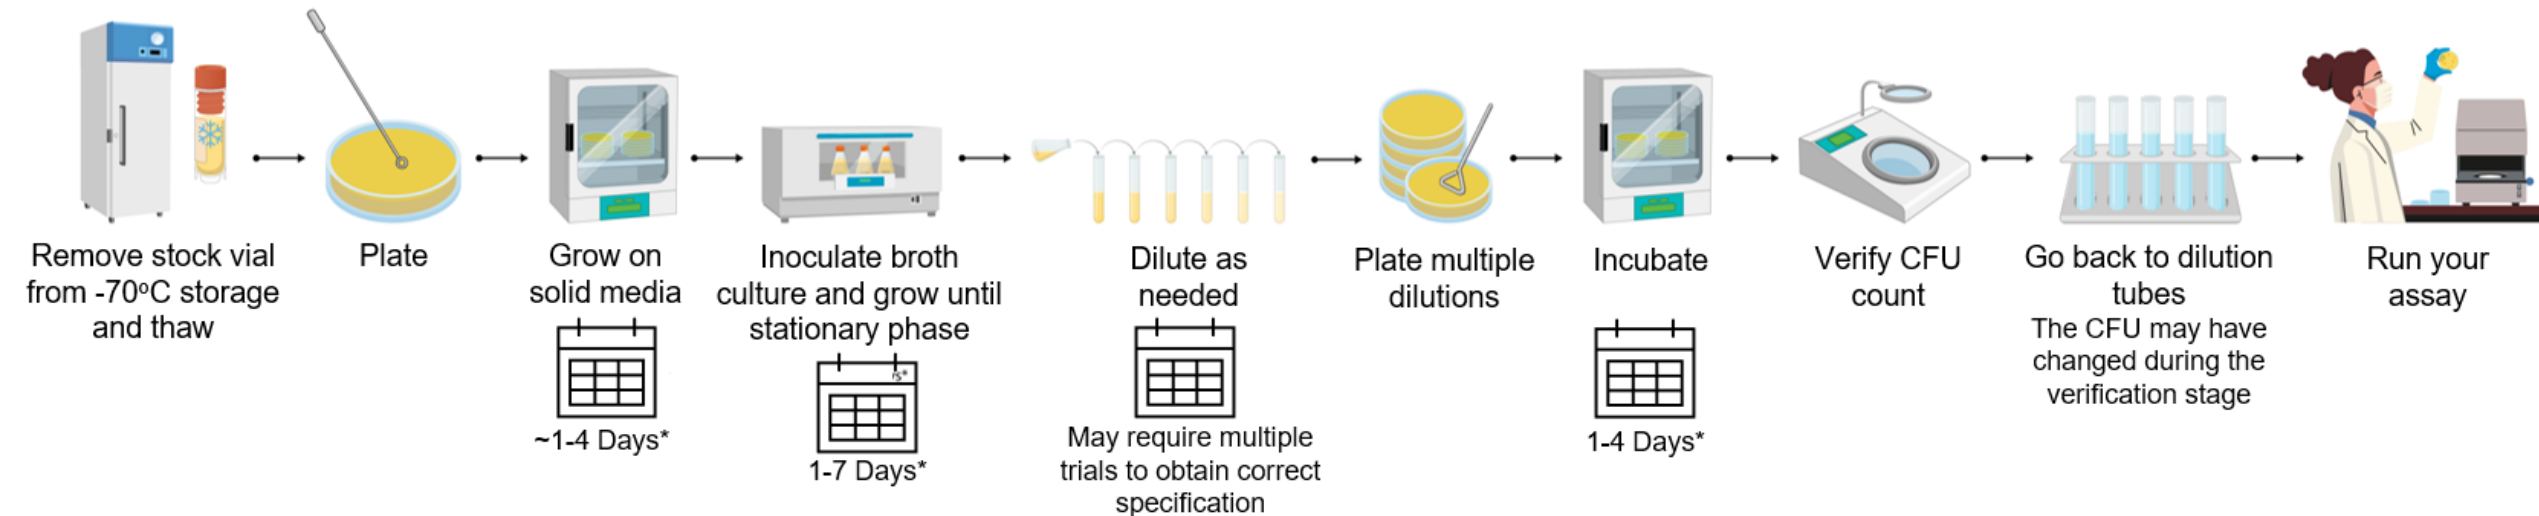 Remove stock vial
from -70ºC storage
and thaw
Plate
Grow on
solid media
~1-4 Days*
Inoculate broth
culture and grow until
stationary phase
s*
1-7 Days*
Dilute as
needed
May require multiple
trials to obtain correct
specification
Plate multiple
dilutions
Incubate
1-4 Days*
Verify CFU
count
Go back to dilution
tubes
The CFU may have
changed during the
verification stage
Run your
assay